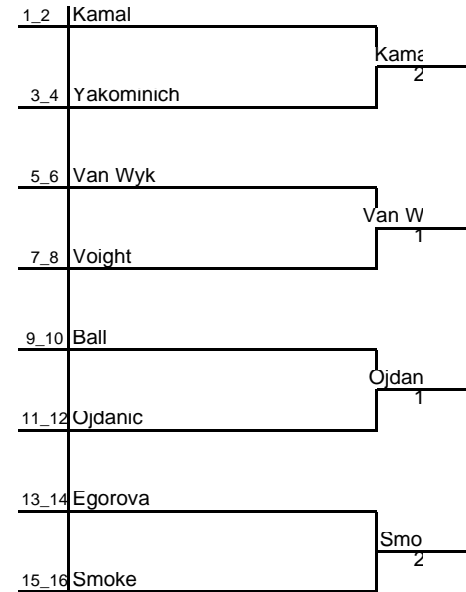 1_2 Kamal
Kama
2
3_4 Yakominich
5_6 Van Wyk
Van W
1
7_8 Voight
9_10 Ball
Ojdan
1
11_12 Ojdanic
13_14 Egorova
Smo
2
15_16 Smoke